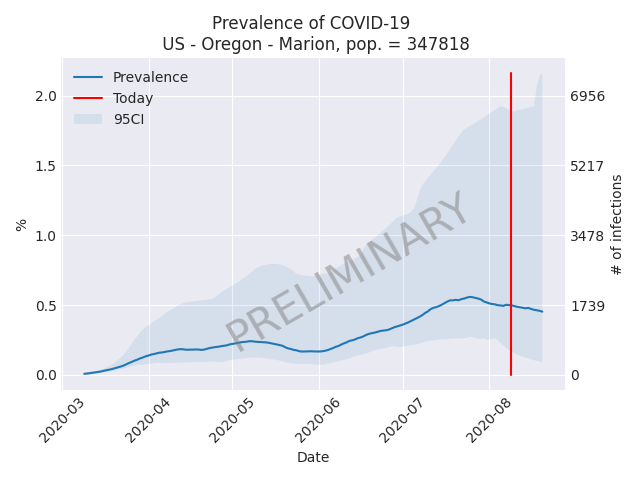 Prevalence of COVID-19
US - Oregon - Marion, pop. = 347818
Prevalence
Today
95CI
PRELIMINARY
%
2.0
1.5
1.0
0.5
0.0
6956
5217
3478
1739
0
# of infections
2020-03
2020-04
2020-05
2020-06
2020-07
2020-08
Date